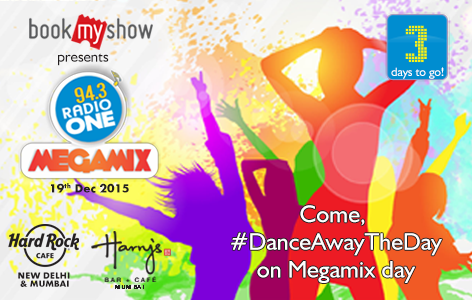 bookmyshow
presents
94.3
RADIO
ONE
MEGAMIX
19th Dec 2015
3
days to go!
Hard Rock
CAFE
NEW DELHI
& MUMBAI
Harry's
BAR + CAFÉ
MUMBAI
Come,
#DanceAwayTheDay
on Megamix day